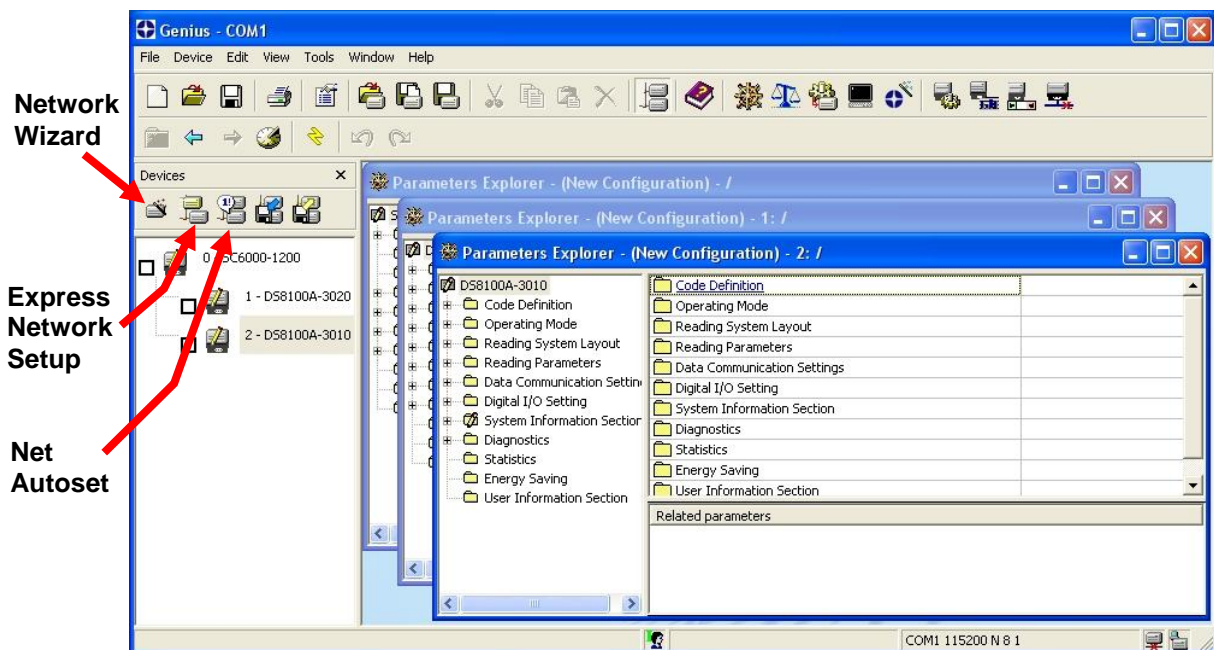 Genius - COM1
File Device Edit View Tools Window Help
Network
Wizard
Devices
Parameters Explorer - (New Configuration) - /
Parameters Explorer - (New Configuration) - 1: /
Parameters Explorer - (New Configuration) - 2: /
C6000-1200
1 - DS8100A-3020
2 - DS8100A-3010
Express
Network
Setup
Net
Autoset
DS8100A-3010
Code Definition
Operating Mode
Reading System Layout
Reading Parameters
Data Communication Settin
Digital I/O Setting
System Information Section
Diagnostics
Statistics
Energy Saving
User Information Section
Code Definition
Operating Mode
Reading System Layout
Reading Parameters
Data Communication Settings
Digital I/O Setting
System Information Section
Diagnostics
Statistics
Energy Saving
User Information Section
Related parameters
COM1 115200 N 8 1